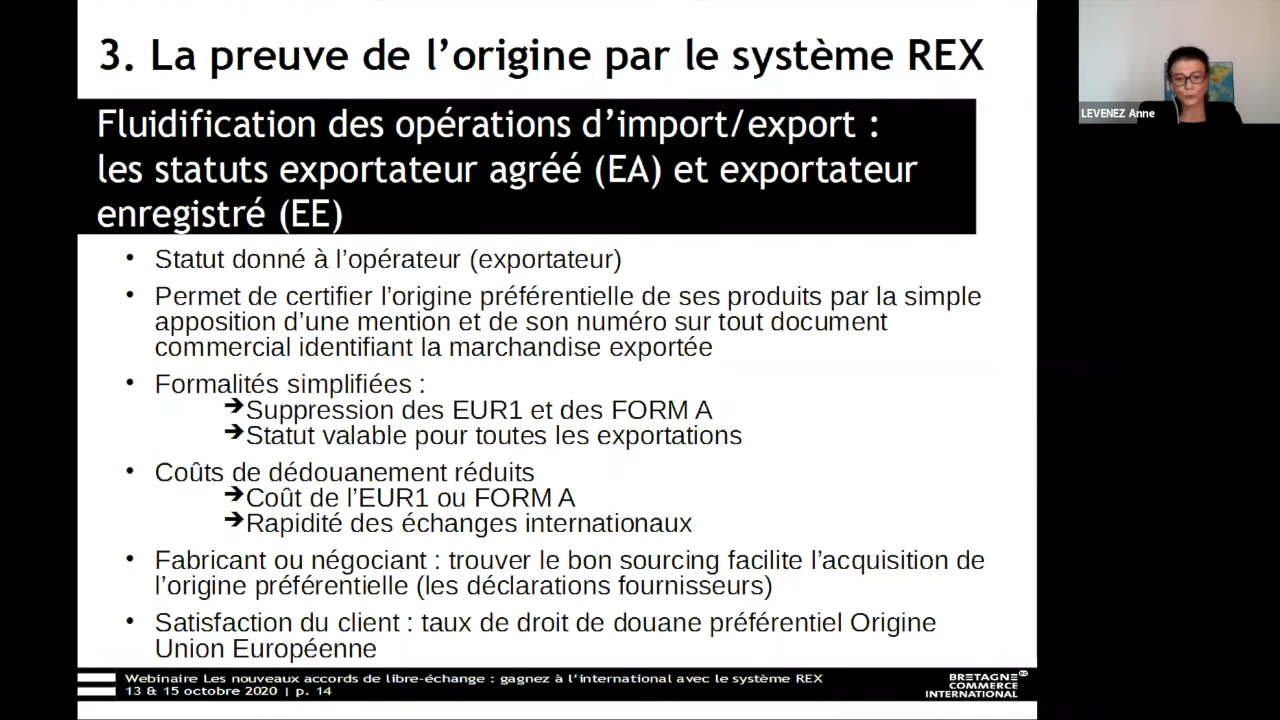 3. La preuve de l’origine par le système REX
LEVENEZ Anne
Fluidification des opérations d’import/export :
les statuts exportateur agréé (EA) et exportateur
enregistré (EE)
• Statut donné à l’opérateur (exportateur)
• Permet de certifier l’origine préférentielle de ses produits par la simple
apposition d’une mention et de son numéro sur tout document
commercial identifiant la marchandise exportée
• Formalités simplifiées :
➔Suppression des EUR1 et des FORM A
➔Statut valable pour toutes les exportations
• Coûts de dédouanement réduits
➔Coût de l’EUR1 ou FORM A
➔Rapidité des échanges internationaux
• Fabricant ou négociant : trouver le bon sourcing facilite l’acquisition de
l’origine préférentielle (les déclarations fournisseurs)
• Satisfaction du client : taux de droit de douane préférentiel Origine
Union Européenne
Webinaire Les nouveaux accords de libre-échange : gagnez à l’international avec le système REX
13 & 15 octobre 2020 | p. 14
BRETAGNE
COMMERCE
INTERNATIONAL